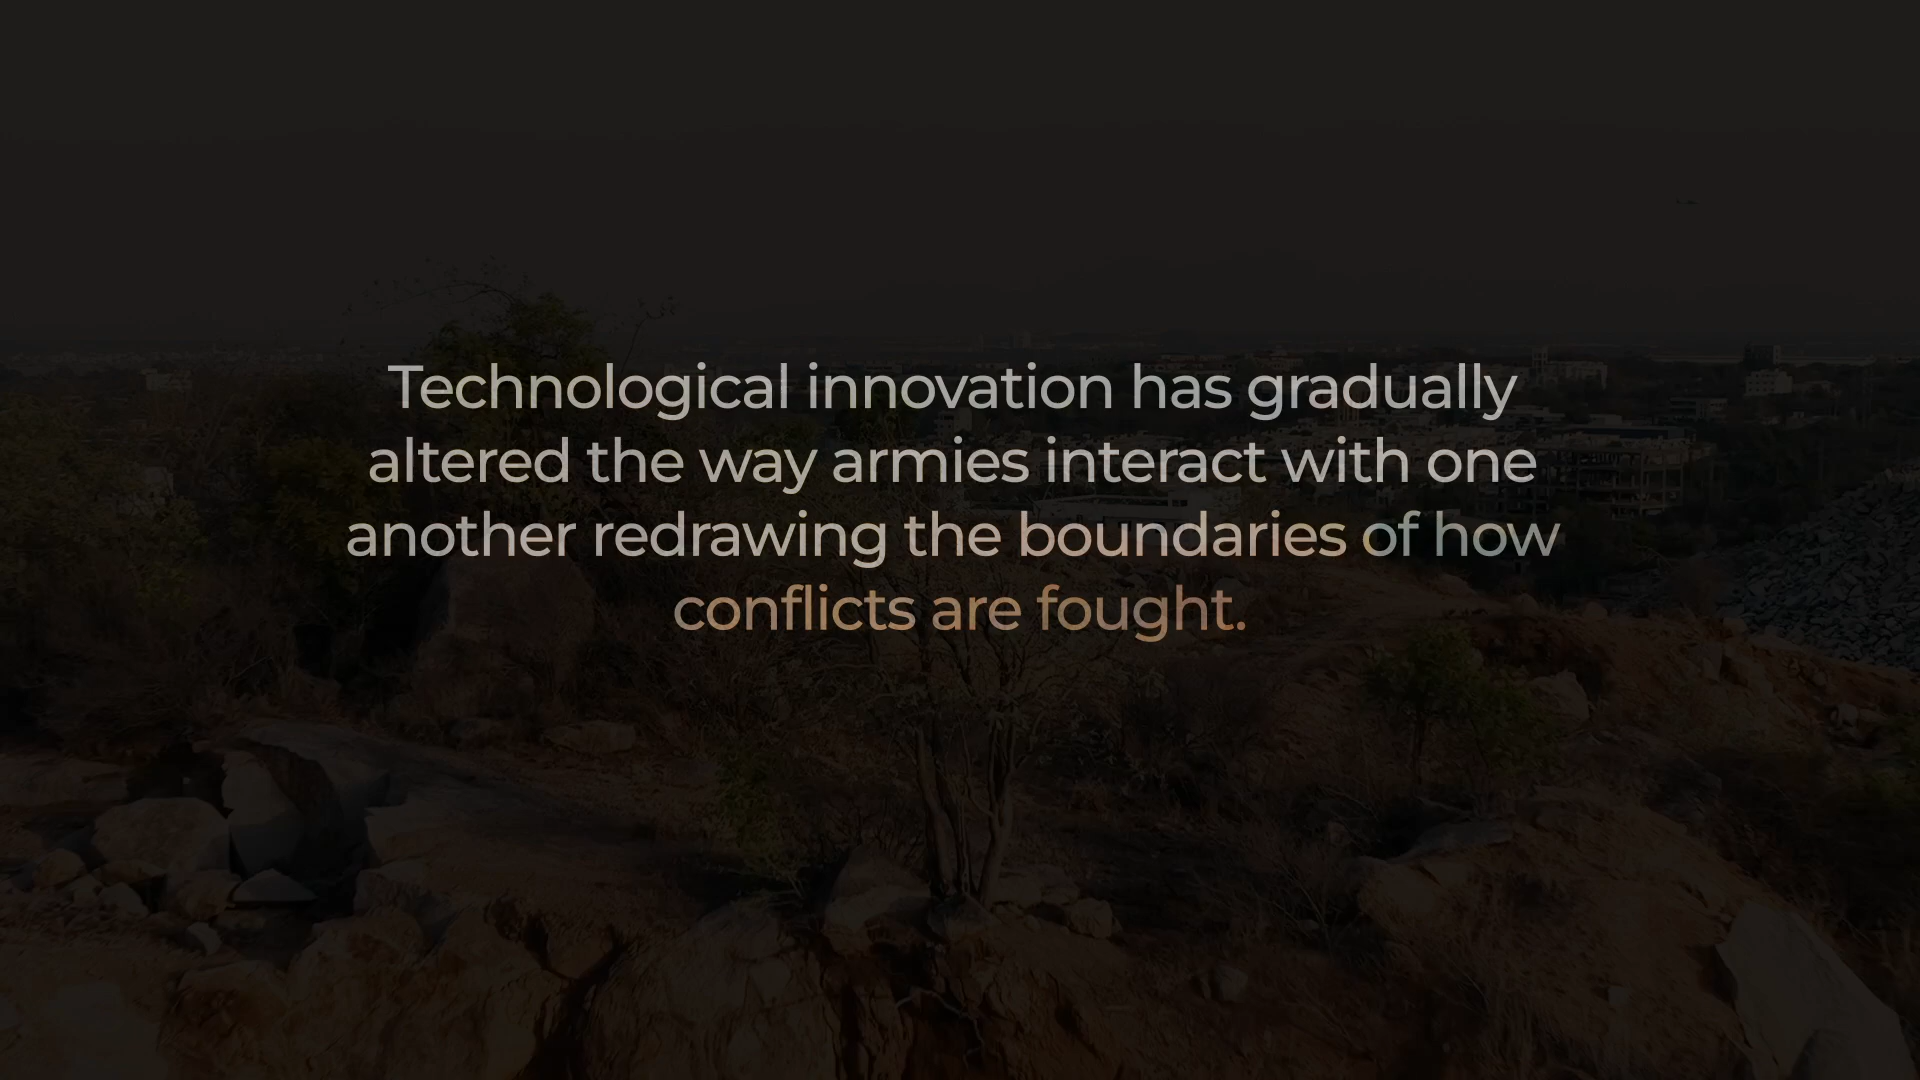 Technological innovation has gradually
altered the way armies interact with one
another redrawing the boundaries of how
conflicts are fought.